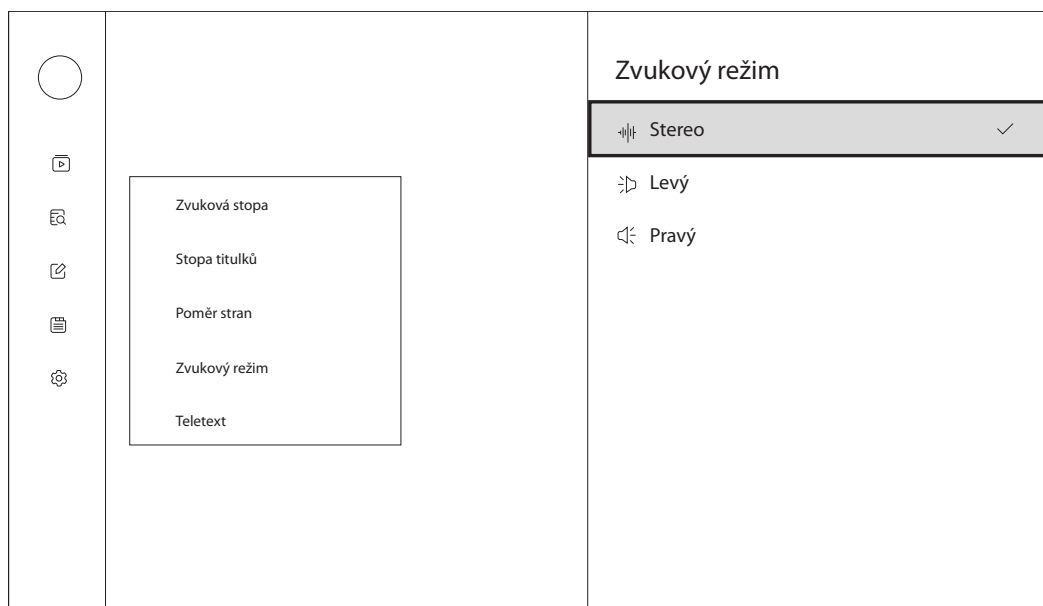 Zvuková stopa
Stopa titulků
Poměr stran
Zvukový režim
Teletext
Zvukový režim
Stereo
Levý
Pravý